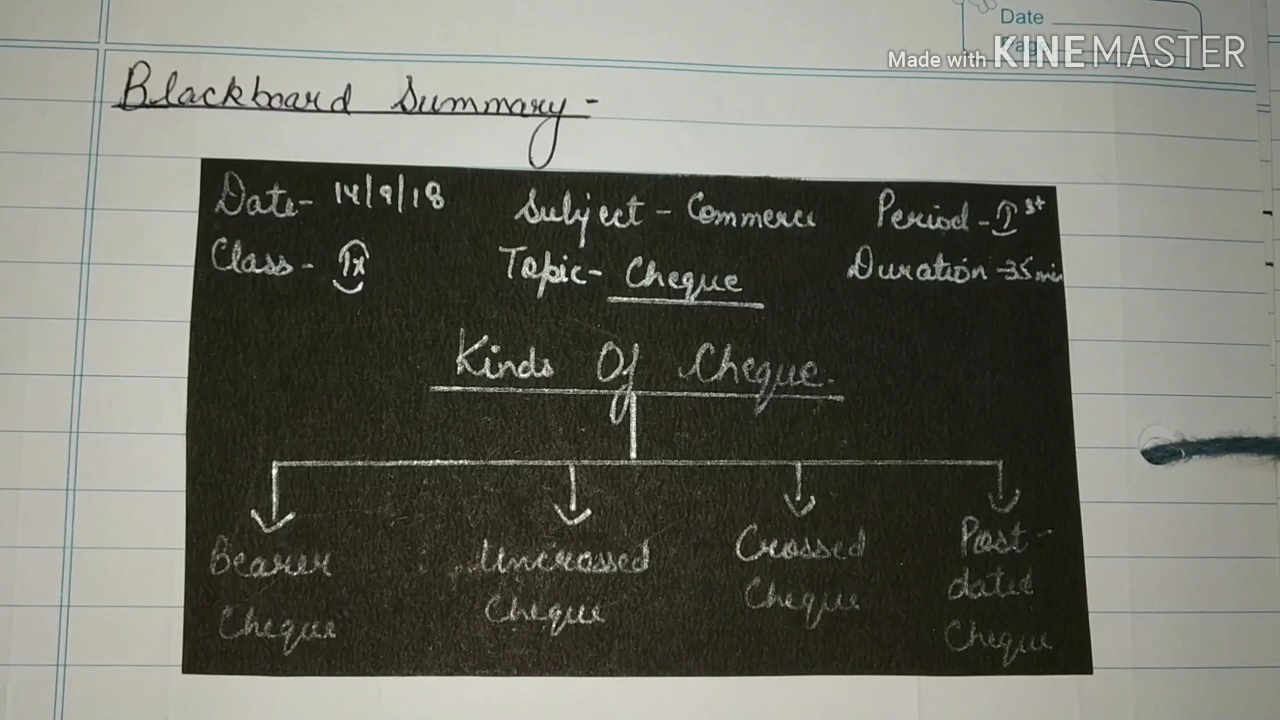 Date
Made with KINEMASTER
Blackboard Summary-
Date- 14/9/18 Subject - Commerce Period - Ist
Class - IX Topic- Cheque Duration - 35 min
Kinds Of Cheque.
Bearer Cheque
Uncrossed Cheque
Crossed Cheque
Post-dated Cheque